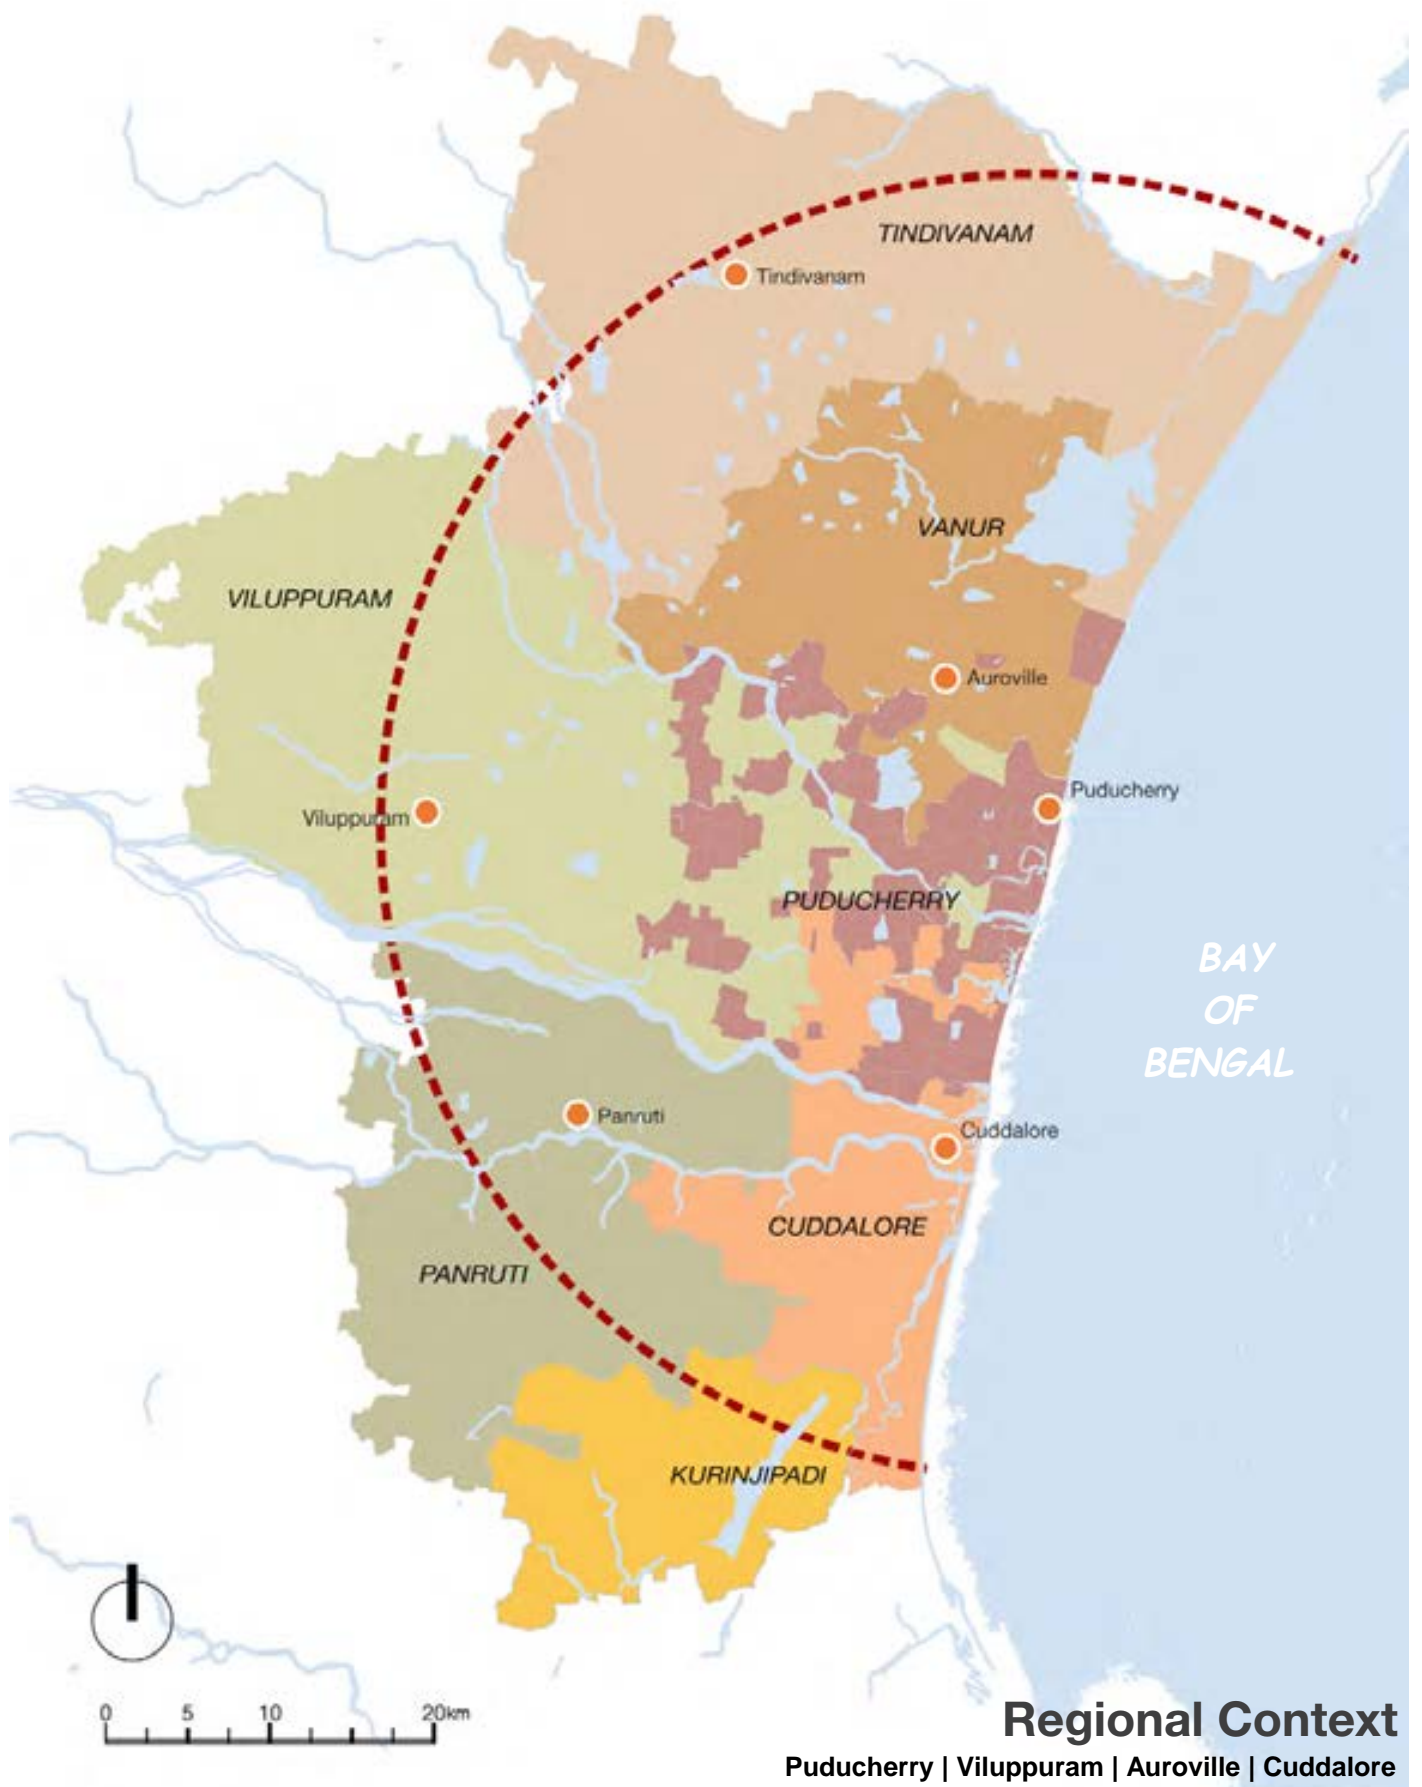 TINDIVANAM
Tindivanam
VANUR
VILUPPURAM
Auroville
Puducherry
Viluppuram
PUDUCHERRY
BAY
OF
BENGAL
Panruti
Cuddalore
CUDDALORE
PANRUTI
KURINJIPADI
0 5 10 20km
Regional Context
Puducherry | Viluppuram | Auroville | Cuddalore